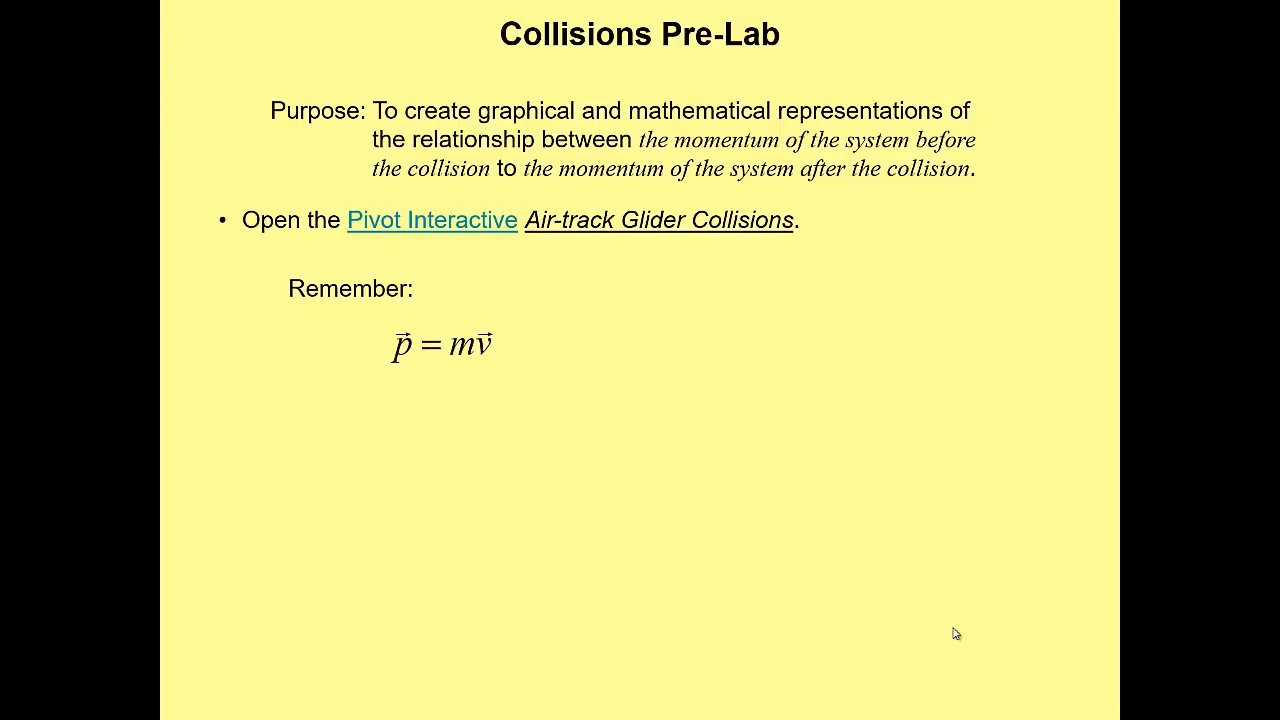 Collisions Pre-Lab
Purpose: To create graphical and mathematical representations of
the relationship between the momentum of the system before
the collision to the momentum of the system after the collision.
• Open the Pivot Interactive Air-track Glider Collisions.
Remember:
p⃗ = mv⃗